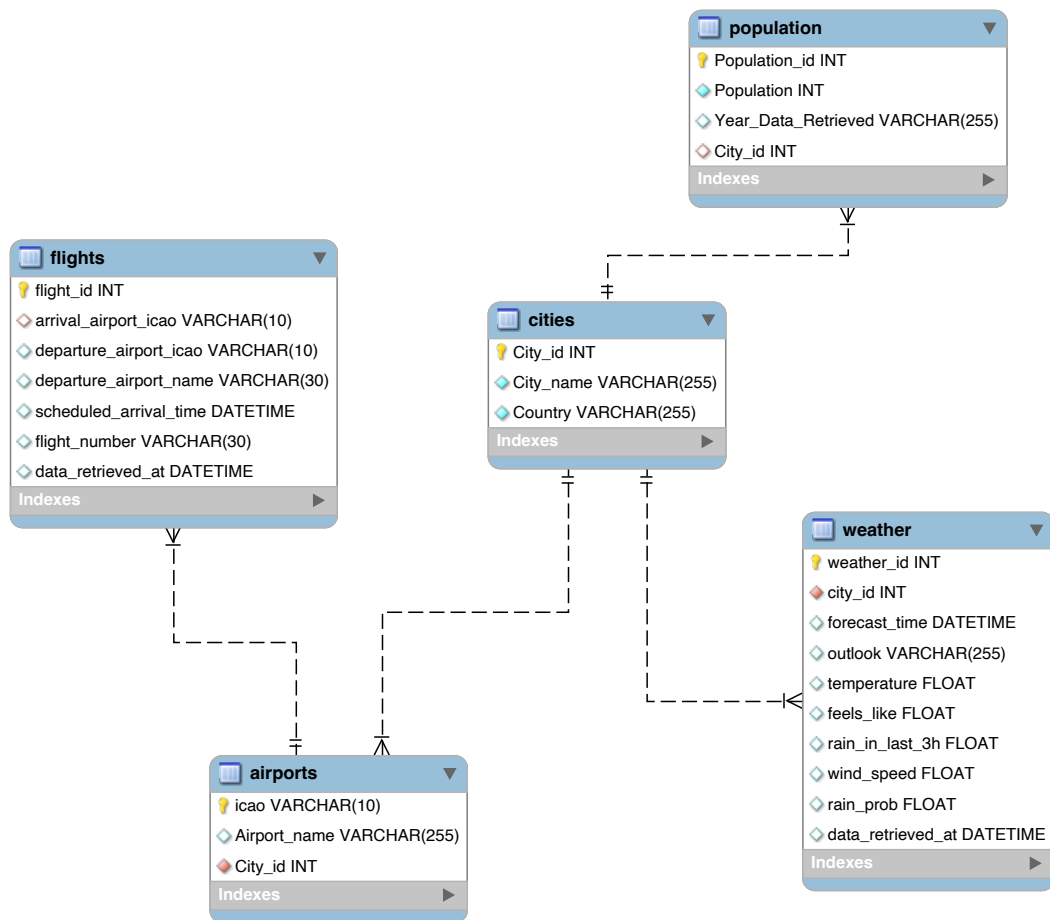 population
Population_id INT
Population INT
Year_Data_Retrieved VARCHAR(255)
City_id INT
Indexes
flights
flight_id INT
arrival_airport_icao VARCHAR(10)
departure_airport_icao VARCHAR(10)
departure_airport_name VARCHAR(30)
scheduled_arrival_time DATETIME
flight_number VARCHAR(30)
data_retrieved_at DATETIME
Indexes
cities
City_id INT
City_name VARCHAR(255)
Country VARCHAR(255)
Indexes
weather
weather_id INT
city_id INT
forecast_time DATETIME
outlook VARCHAR(255)
temperature FLOAT
feels_like FLOAT
rain_in_last_3h FLOAT
wind_speed FLOAT
rain_prob FLOAT
data_retrieved_at DATETIME
Indexes
airports
icao VARCHAR(10)
Airport_name VARCHAR(255)
City_id INT
Indexes